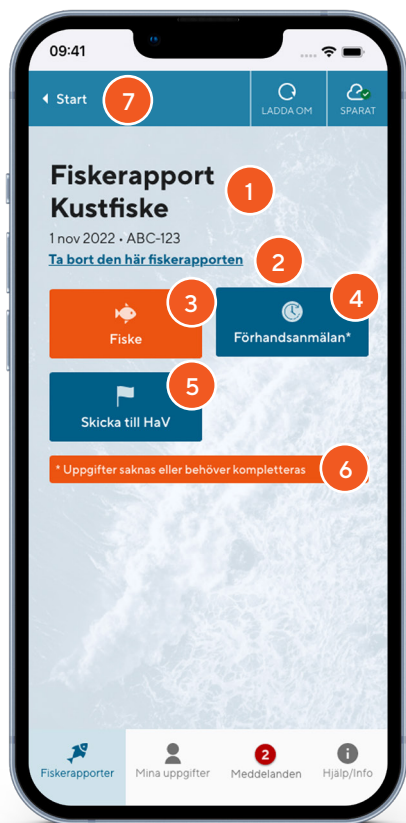 09:41
Start
7
LADDA OM
SPARAT
Fiskerapport
Kustfiske
1
1 nov 2022 • ABC-123
Ta bort den här fiskerapporten
2
3
Fiske
4
Förhandsanmälan*
5
Skicka till HaV
* Uppgifter saknas eller behöver kompletteras
6
Fiskerapporter
Mina uppgifter
2
Meddelanden
Hjälp/Info